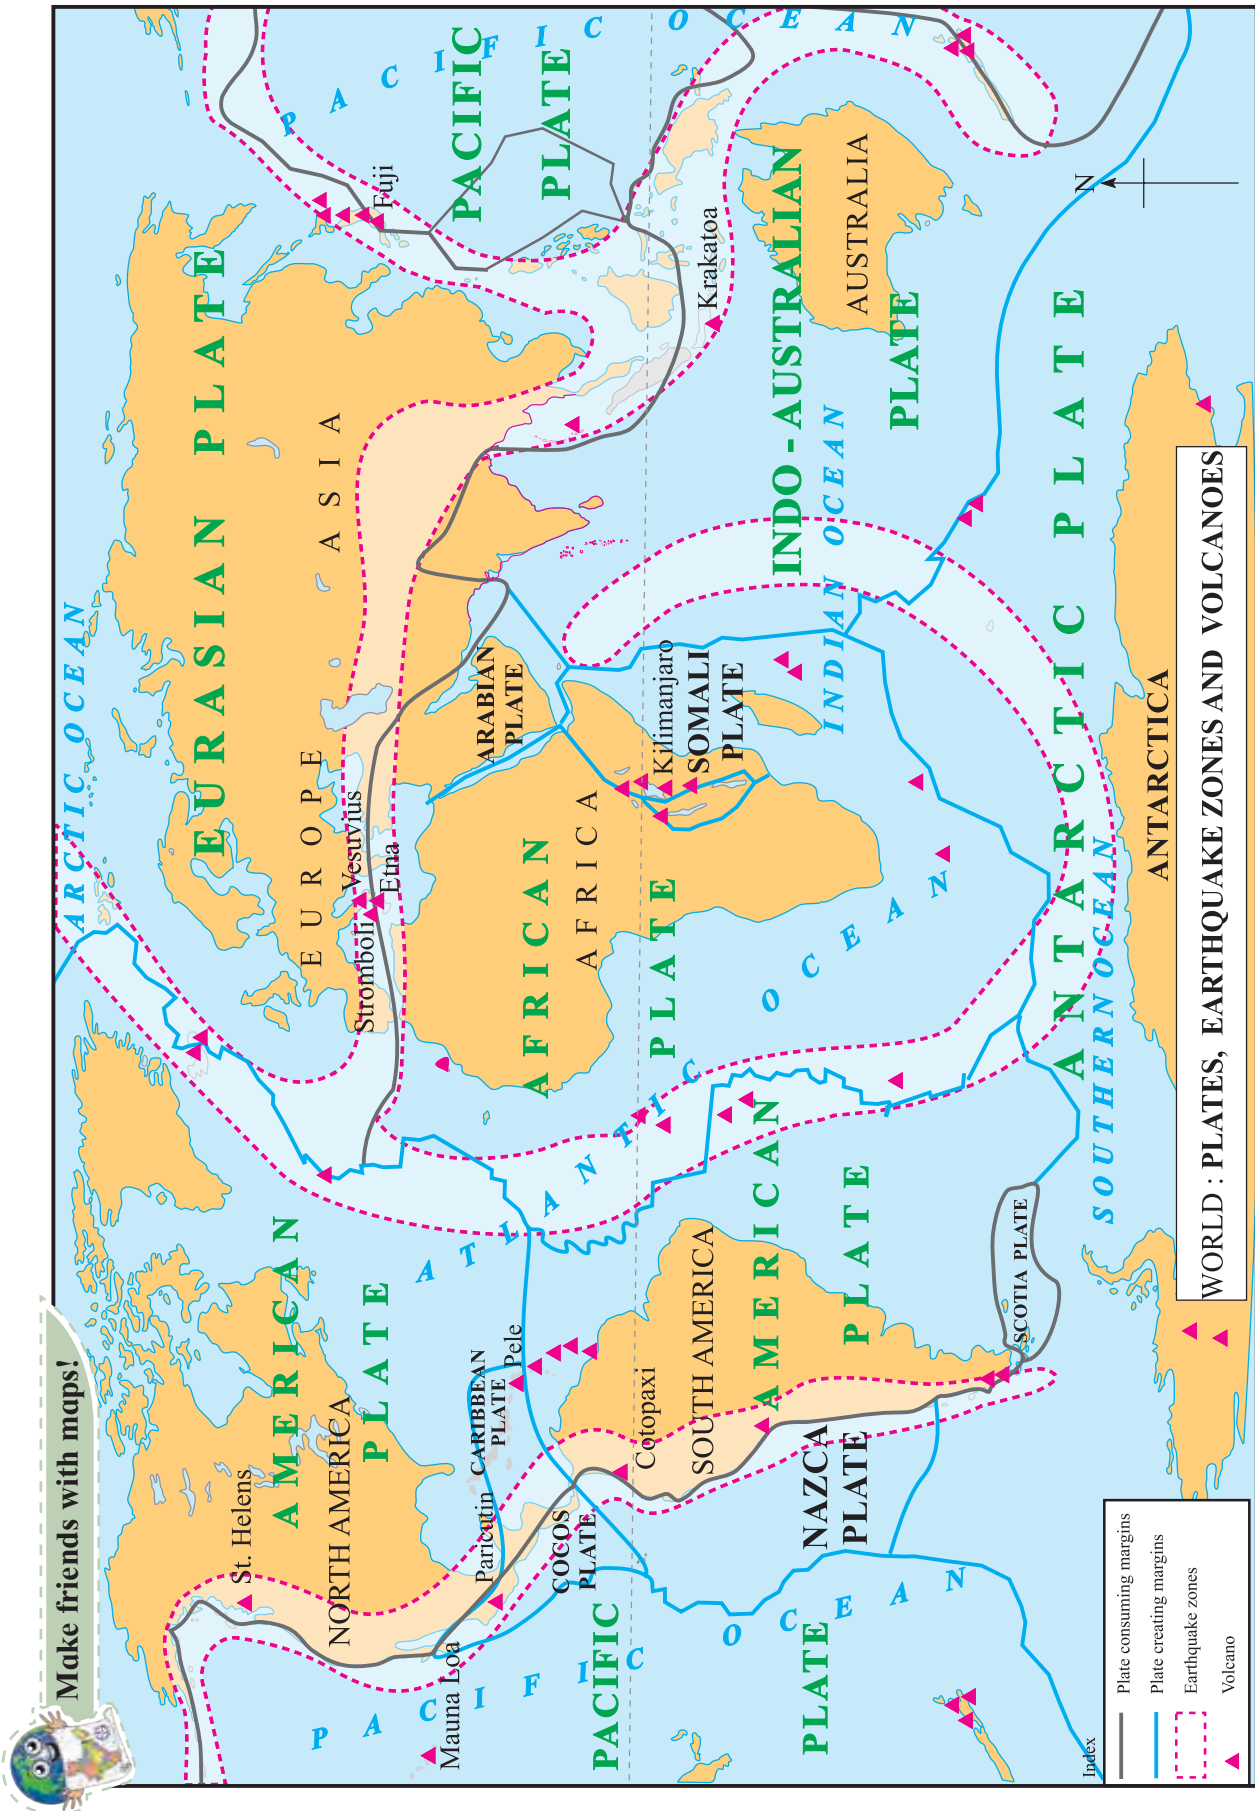 Make friends with maps!
ARCTIC OCEAN
EURASIAN PLATE
EUROPE
ASIA
AMERICAN
PLATE
NORTH AMERICA
St. Helens
Vesuvius
Stromboli
Etna
Fuji
PACIFIC OCEAN
PACIFIC
PLATE
PACIFIC OCEAN
Mauna Loa
Paricutin
CARIBBEAN
PLATE
Pele
COCOS
PLATE
ATLANTIC OCEAN
AFRICAN
PLATE
AFRICA
ARABIAN
PLATE
Kilimanjaro
SOMALI
PLATE
Krakatoa
INDO-AUSTRALIAN
PLATE
INDIAN OCEAN
AUSTRALIA
PACIFIC
PLATE
Cotopaxi
SOUTH AMERICA
AMERICAN
PLATE
NAZCA
PLATE
SCOTIA PLATE
ANTARCTIC PLATE
SOUTHERN OCEAN
ANTARCTICA
N
WORLD : PLATES, EARTHQUAKE ZONES AND VOLCANOES
Index
Plate consuming margins
Plate creating margins
Earthquake zones
Volcano